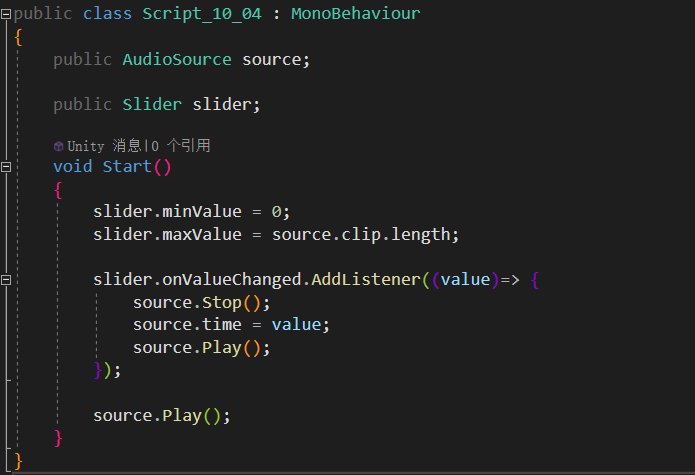 public class Script_10_04 : MonoBehaviour
{
public AudioSource source;
public Slider slider;
Unity 消息|0 个引用
void Start()
{
slider.minValue = 0;
slider.maxValue = source.clip.length;
slider.onValueChanged.AddListener((value)=> {
source.Stop();
source.time = value;
source.Play();
});
source.Play();
}
}